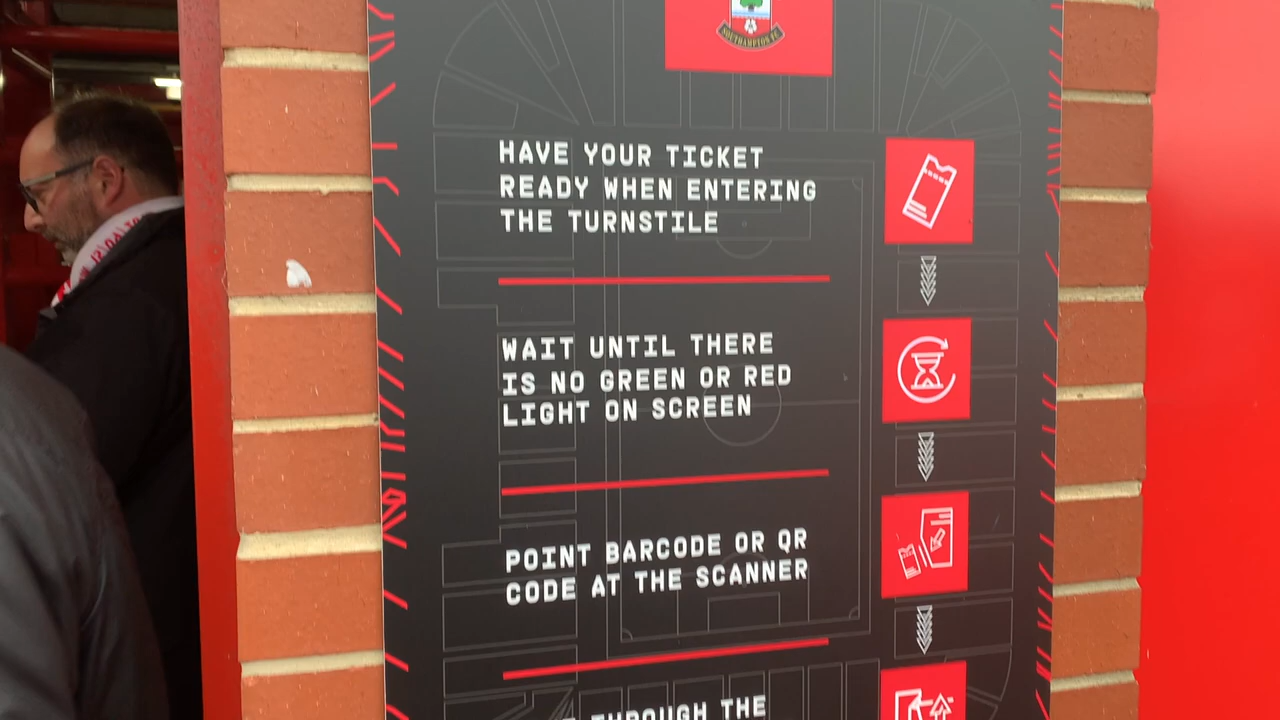 SOUTHAMPTON FC
HAVE YOUR TICKET
READY WHEN ENTERING
THE TURNSTILE
WAIT UNTIL THERE
IS NO GREEN OR RED
LIGHT ON SCREEN
POINT BARCODE OR QR
CODE AT THE SCANNER
THROUGH THE